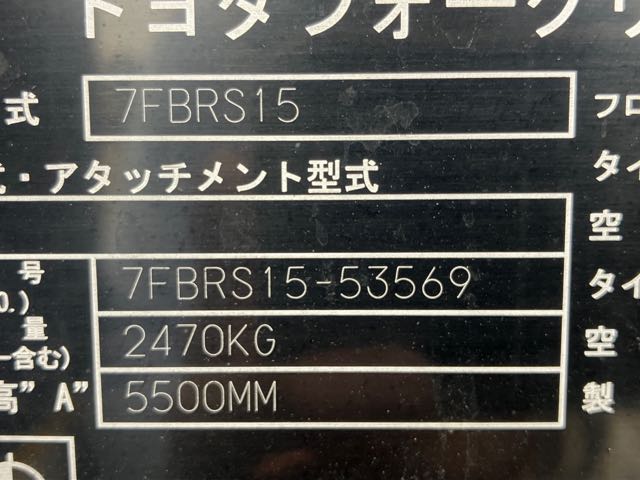 トヨタフォークリ
式 7FBRS15 フロ
式・アタッチメント型式 タイ
空
号 7FBRS15-53569 タイ
O.)
量 2470KG 空
ー含む)
高"A" 5500MM 製